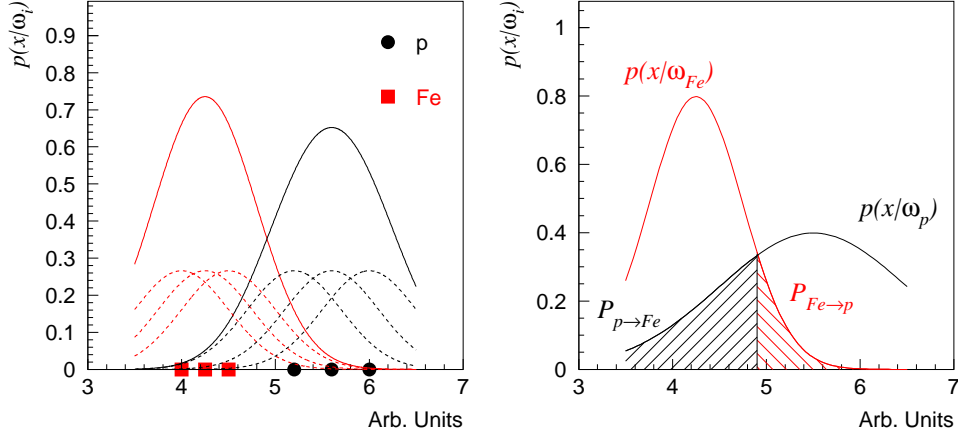 p(x/ω_i)
0.9
0.8
0.7
0.6
0.5
0.4
0.3
0.2
0.1
0
3 4 5 6 7
Arb. Units
p
Fe
p(x/ω_i)
1
0.8
0.6
0.4
0.2
0
3 4 5 6 7
Arb. Units
p(x/ω_Fe)
p(x/ω_p)
P_p→Fe
P_Fe→p